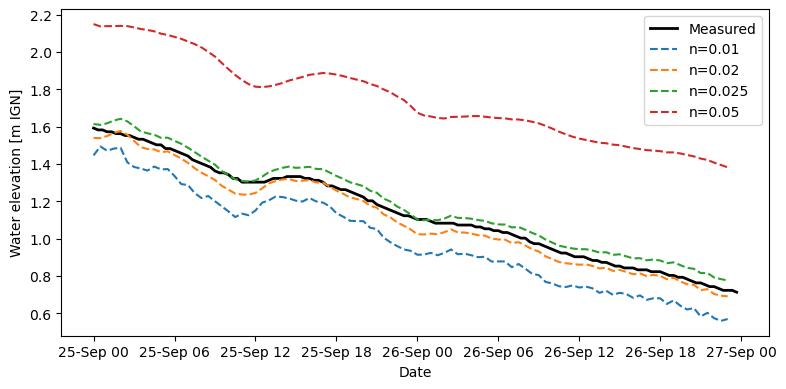 Measured
n=0.01
n=0.02
n=0.025
n=0.05
Water elevation [m IGN]
2.2
2.0
1.8
1.6
1.4
1.2
1.0
0.8
0.6
25-Sep 00
25-Sep 06
25-Sep 12
25-Sep 18
26-Sep 00
26-Sep 06
26-Sep 12
26-Sep 18
27-Sep 00
Date